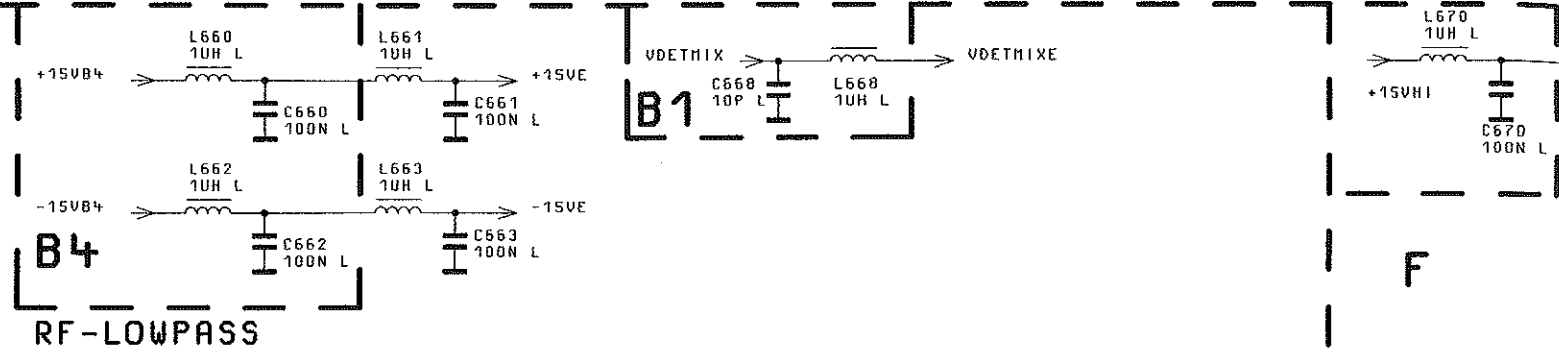 L660
1UH L
L661
1UH L
+15VB4
+15VE
C660
100N L
C661
100N L
L662
1UH L
L663
1UH L
-15VB4
-15VE
C662
100N L
C663
100N L
B4
RF-LOWPASS
VDETMIX
VDETMIXE
C668
10P L
L668
1UH L
B1
L670
1UH L
+15VHI
C670
100N L
F